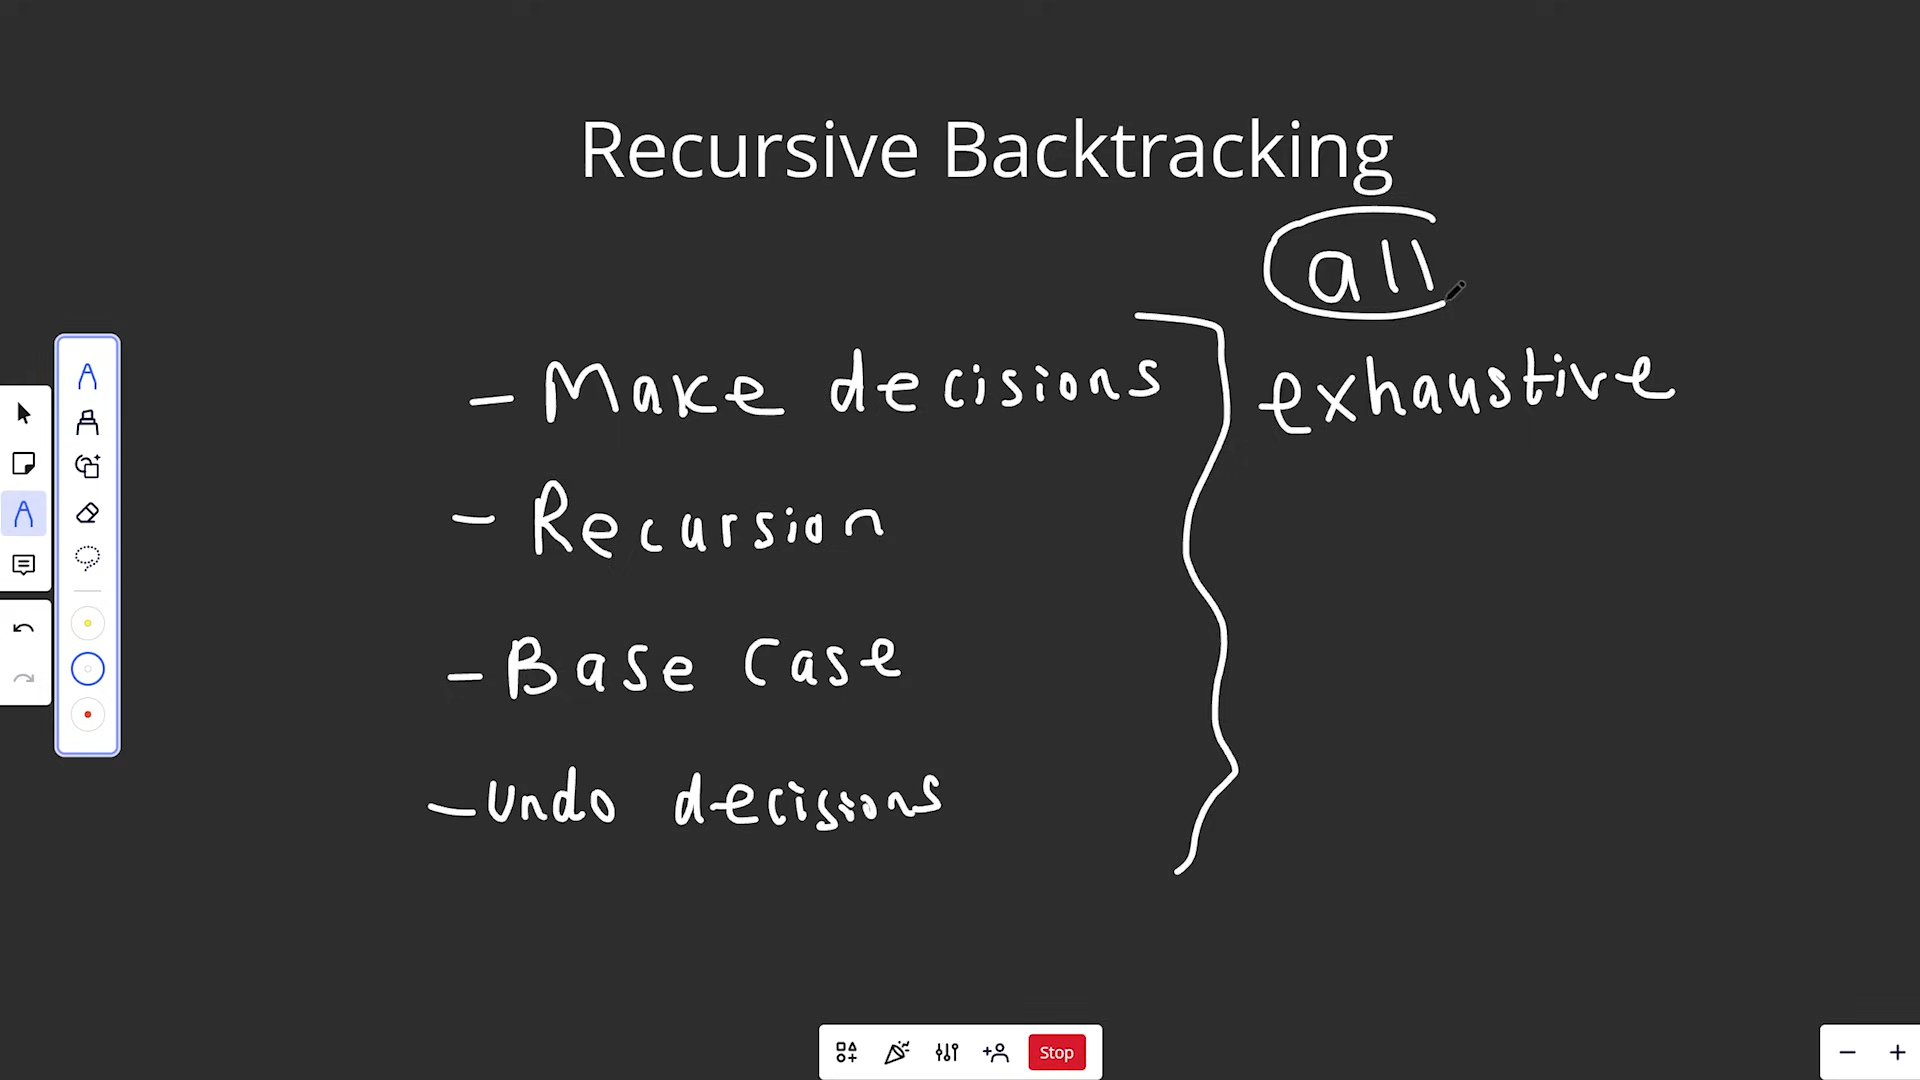 Recursive Backtracking
all
- Make decisions
exhaustive
- Recursion
- Base Case
- Undo decisions
Stop